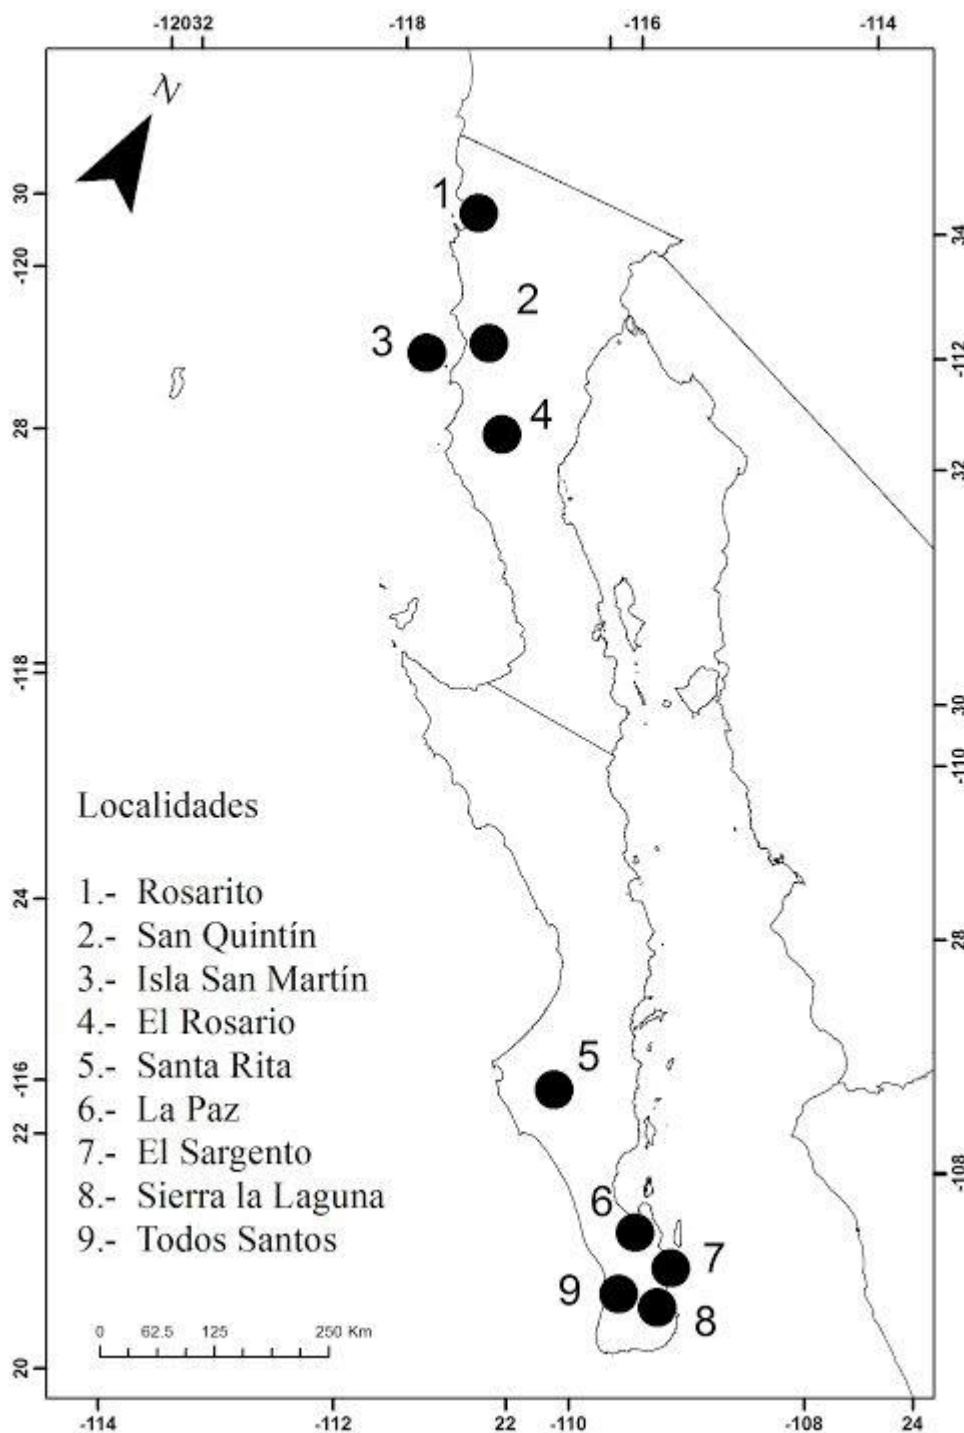 -12032 -118 -116 -114
N
30
-120
28
-118
24
-116
22
20
34
-112
32
30
-110
28
-108
1
2
3
4
5
6
7
8
9
Localidades
1.- Rosarito
2.- San Quintín
3.- Isla San Martín
4.- El Rosario
5.- Santa Rita
6.- La Paz
7.- El Sargento
8.- Sierra la Laguna
9.- Todos Santos
0 62.5 125 250 Km
-114 -112 22 -110 -108 24